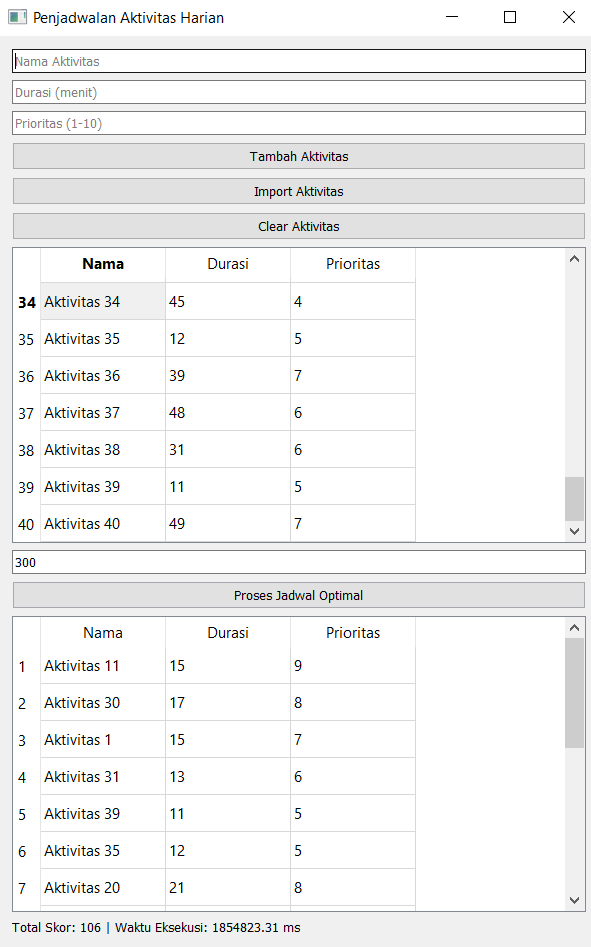 Penjadwalan Aktivitas Harian
Nama Aktivitas
Durasi (menit)
Prioritas (1-10)
Tambah Aktivitas
Import Aktivitas
Clear Aktivitas
Nama Durasi Prioritas
34 Aktivitas 34 45 4
35 Aktivitas 35 12 5
36 Aktivitas 36 39 7
37 Aktivitas 37 48 6
38 Aktivitas 38 31 6
39 Aktivitas 39 11 5
40 Aktivitas 40 49 7
300
Proses Jadwal Optimal
Nama Durasi Prioritas
1 Aktivitas 11 15 9
2 Aktivitas 30 17 8
3 Aktivitas 1 15 7
4 Aktivitas 31 13 6
5 Aktivitas 39 11 5
6 Aktivitas 35 12 5
7 Aktivitas 20 21 8
Total Skor: 106 | Waktu Eksekusi: 1854823.31 ms